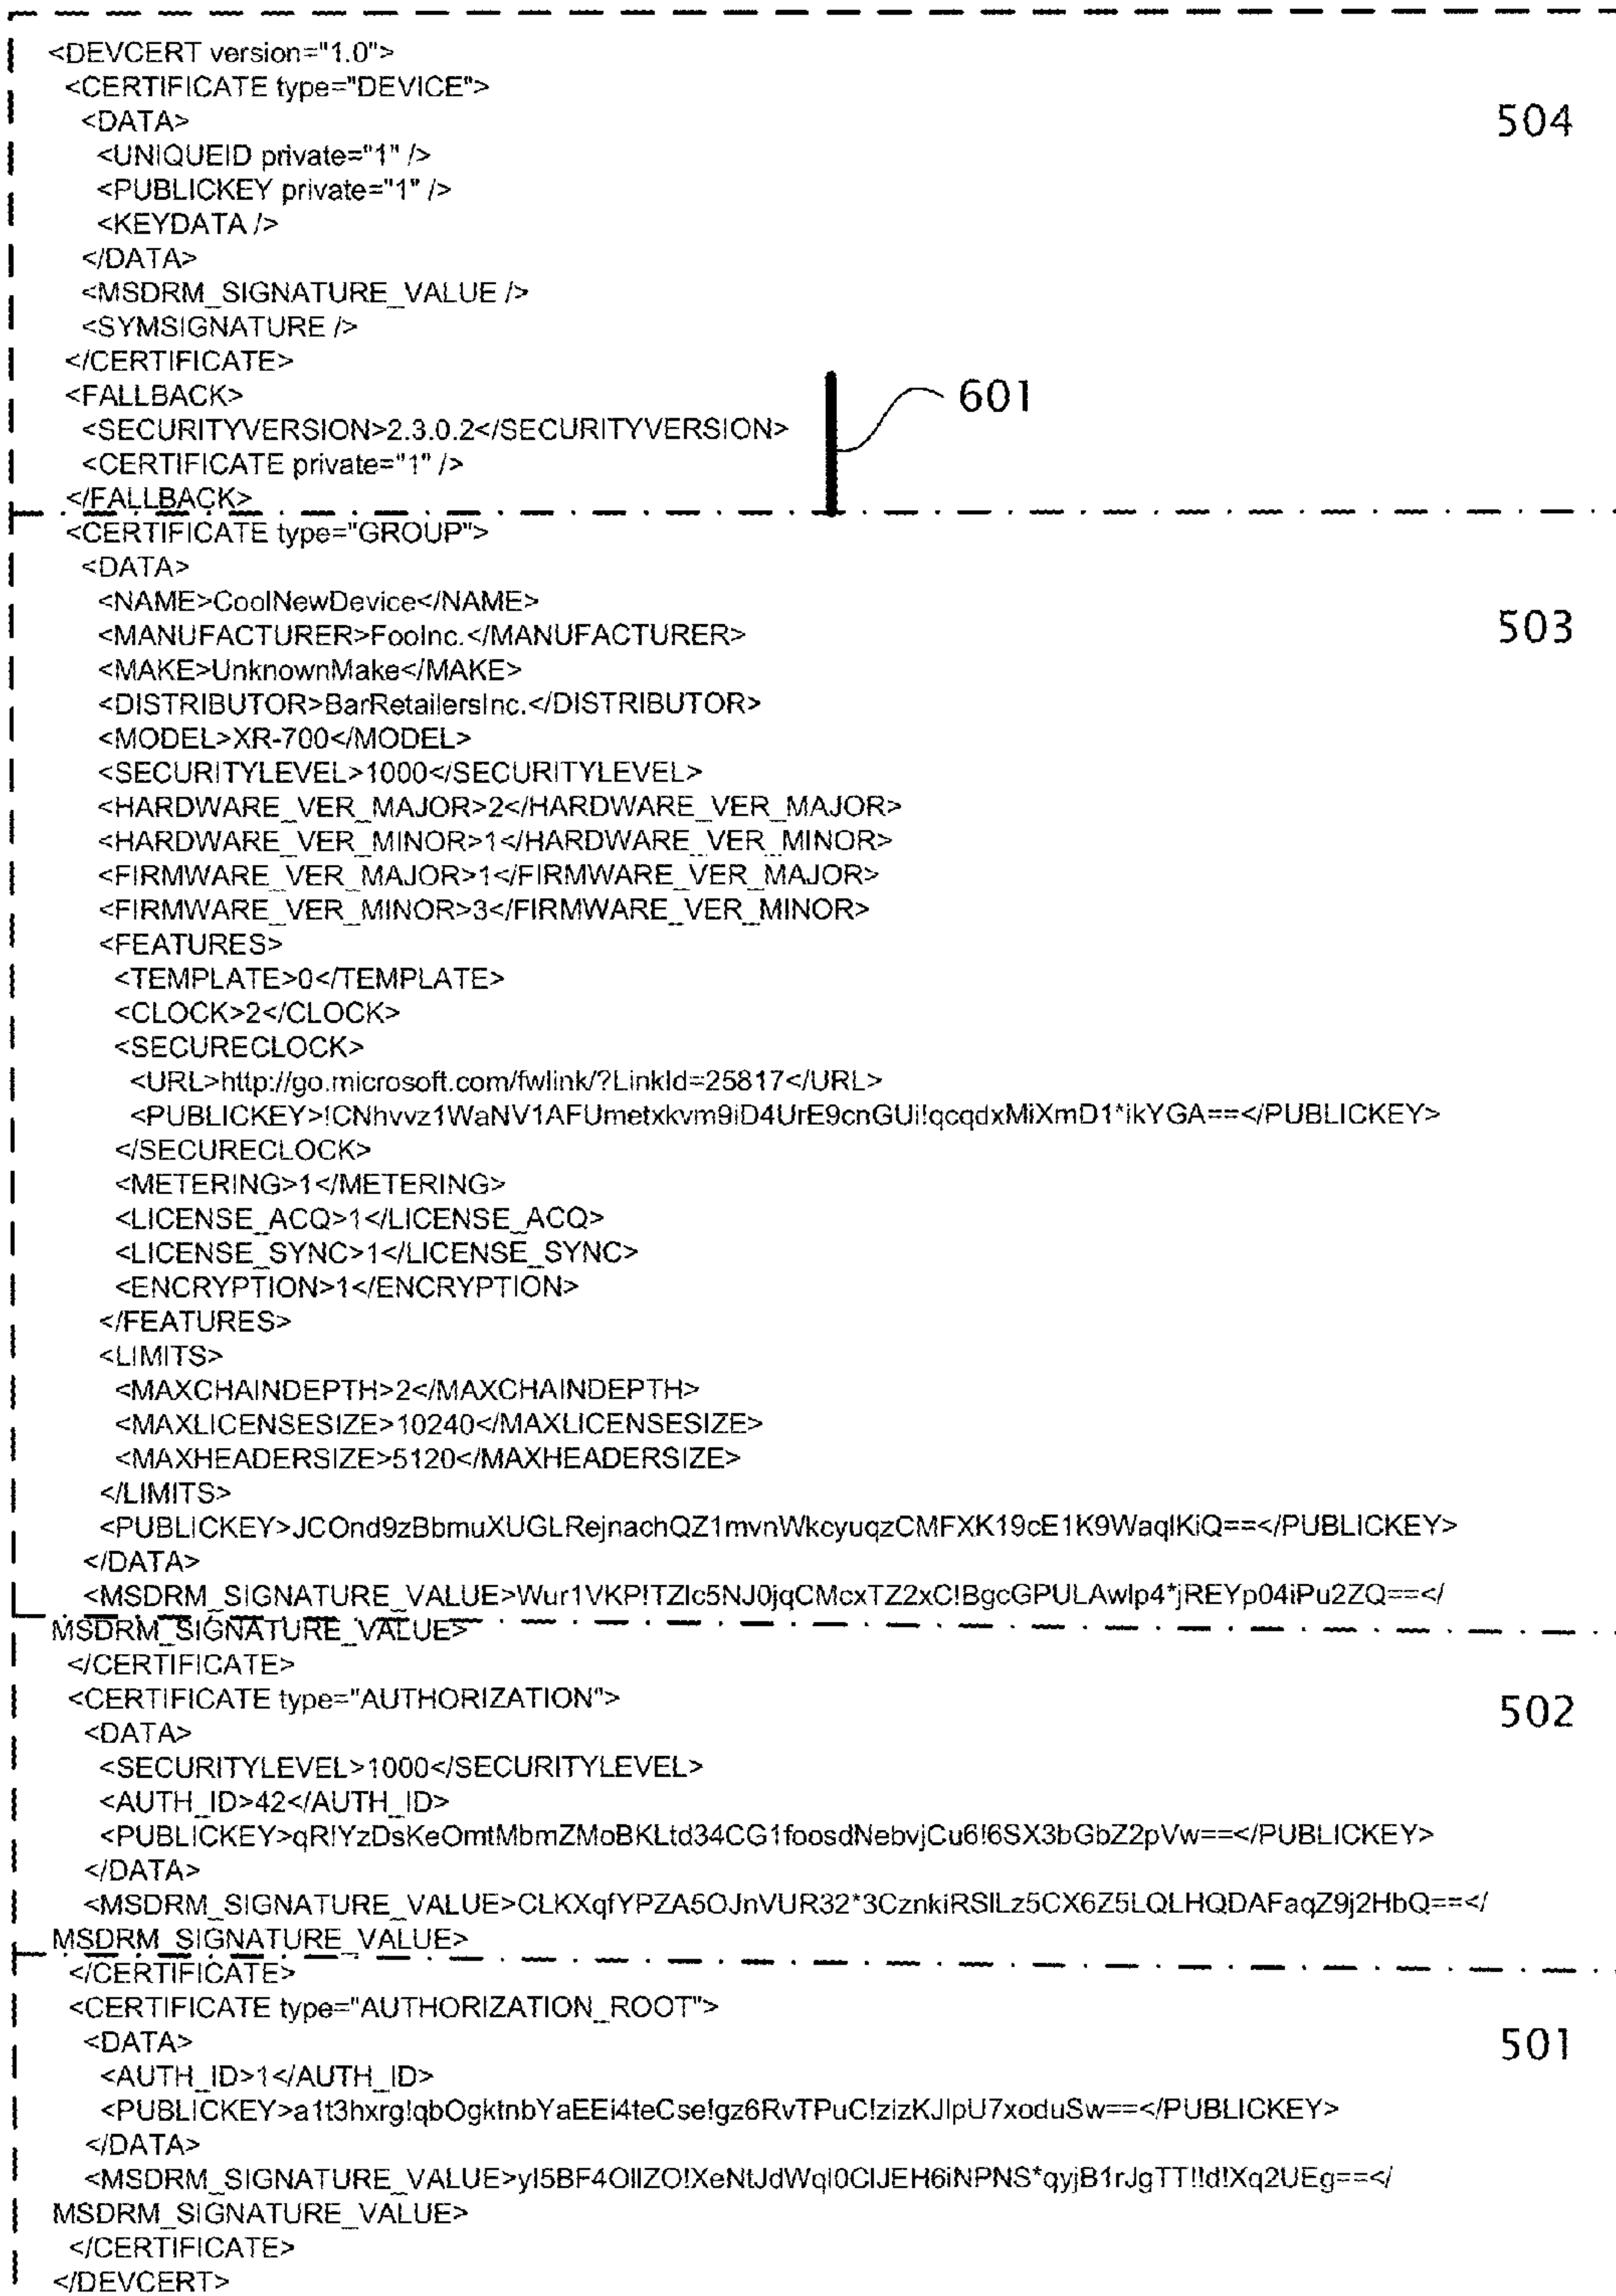 <DEVCERT version="1.0">
<CERTIFICATE type="DEVICE">
<DATA>
504
<UNIQUEID private="1" />
<PUBLICKEY private="1" />
<KEYDATA />
</DATA>
<MSDRM_SIGNATURE_VALUE />
<SYMSIGNATURE />
</CERTIFICATE>
<FALLBACK>
601
<SECURITYVERSION>2.3.0.2</SECURITYVERSION>
<CERTIFICATE private="1" />
</FALLBACK>
<CERTIFICATE type="GROUP">
<DATA>
<NAME>CoolNewDevice</NAME>
503
<MANUFACTURER>FooInc.</MANUFACTURER>
<MAKE>UnknownMake</MAKE>
<DISTRIBUTOR>BarRetailersInc.</DISTRIBUTOR>
<MODEL>XR-700</MODEL>
<SECURITYLEVEL>1000</SECURITYLEVEL>
<HARDWARE_VER_MAJOR>2</HARDWARE_VER_MAJOR>
<HARDWARE_VER_MINOR>1</HARDWARE_VER_MINOR>
<FIRMWARE_VER_MAJOR>1</FIRMWARE_VER_MAJOR>
<FIRMWARE_VER_MINOR>3</FIRMWARE_VER_MINOR>
<FEATURES>
<TEMPLATE>0</TEMPLATE>
<CLOCK>2</CLOCK>
<SECURECLOCK>
<URL>http://go.microsoft.com/fwlink/?LinkId=25817</URL>
<PUBLICKEY>!CNhvvz1WaNV1AFUmetxkvm9iD4UrE9cnGUi!qcqdxMiXmD1*ikYGA==</PUBLICKEY>
</SECURECLOCK>
<METERING>1</METERING>
<LICENSE_ACQ>1</LICENSE_ACQ>
<LICENSE_SYNC>1</LICENSE_SYNC>
<ENCRYPTION>1</ENCRYPTION>
</FEATURES>
<LIMITS>
<MAXCHAINDEPTH>2</MAXCHAINDEPTH>
<MAXLICENSESIZE>10240</MAXLICENSESIZE>
<MAXHEADERSIZE>5120</MAXHEADERSIZE>
</LIMITS>
<PUBLICKEY>JCOnd9zBbmuXUGLRejnachQZ1mvnWkcyuqzCMFXK19cE1K9WaqlKiQ==</PUBLICKEY>
</DATA>
<MSDRM_SIGNATURE_VALUE>Wur1VKP!TZIc5NJ0jqCMcxTZ2xC!BgcGPULAwIp4*jREYp04iPu2ZQ==</
MSDRM_SIGNATURE_VALUE>
</CERTIFICATE>
<CERTIFICATE type="AUTHORIZATION">
502
<DATA>
<SECURITYLEVEL>1000</SECURITYLEVEL>
<AUTH_ID>42</AUTH_ID>
<PUBLICKEY>qR!YzDsKeOmtMbmZMoBKLtd34CG1foosdNebvjCu6!6SX3bGbZ2pVw==</PUBLICKEY>
</DATA>
<MSDRM_SIGNATURE_VALUE>CLKXqfYPZA5OJnVUR32*3CznkiRSILz5CX6Z5LQLHQDAFaqZ9j2HbQ==</
MSDRM_SIGNATURE_VALUE>
</CERTIFICATE>
<CERTIFICATE type="AUTHORIZATION_ROOT">
<DATA>
501
<AUTH_ID>1</AUTH_ID>
<PUBLICKEY>a1t3hxrg!qbOgktnbYaEEi4teCse!gz6RvTPuC!zizKJlpU7xoduSw==</PUBLICKEY>
</DATA>
<MSDRM_SIGNATURE_VALUE>yI5BF4OIlZO!XeNtJdWql0ClJEH6iNPNS*qyjB1rJgTT!!d!Xq2UEg==</
MSDRM_SIGNATURE_VALUE>
</CERTIFICATE>
</DEVCERT>